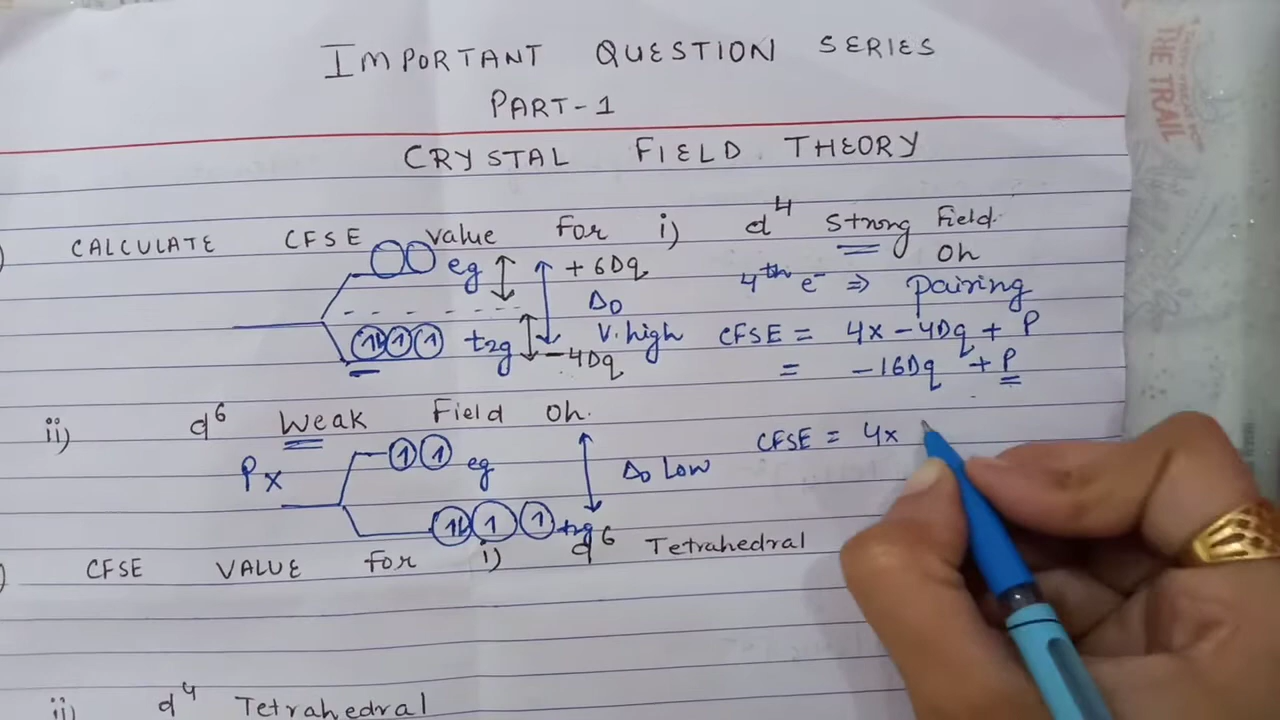 IMPORTANT QUESTION SERIES
PART-1
CRYSTAL FIELD THEORY
) CALCULATE CFSE value for i) d⁴ Strong Field Oh
eg +6Dq
Δo
V.high
t2g -4Dq
4th e⁻ ⇒ pairing
CFSE = 4x -4Dq + P
= -16Dq + P
ii) d⁶ Weak Field Oh.
Px
eg
t2g
Δo Low
CFSE = 4x
) CFSE VALUE for i) d⁶ Tetrahedral
ii) d⁴ Tetrahedral
THE TRAIL